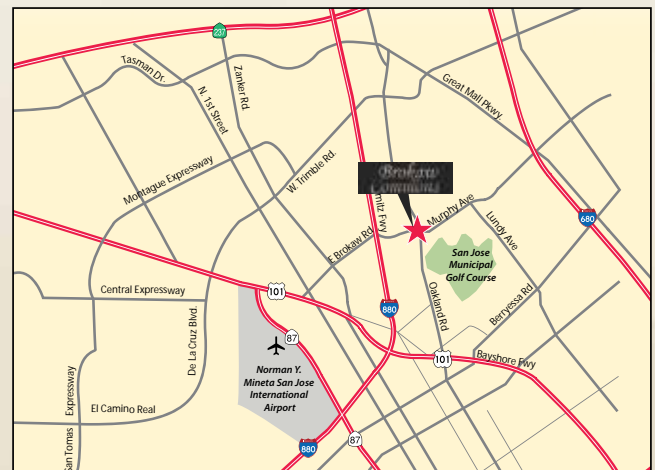 237
Tasman Dr.
Zanker Rd
N. 1st Street
Great Mall Pkwy
Montague Expressway
W. Trimble Rd.
Brokaw
Commons
mitz Fwy
Murphy Ave
Lundy Ave
680
E Brokaw Rd
San Jose
Municipal
Golf Course
Central Expressway
101
880
Oakland Rd
Berryessa Rd
De La Cruz Blvd.
87
101
Bayshore Fwy
Norman Y.
Mineta San Jose
International
Airport
El Camino Real
San Tomas Expressway
880
87